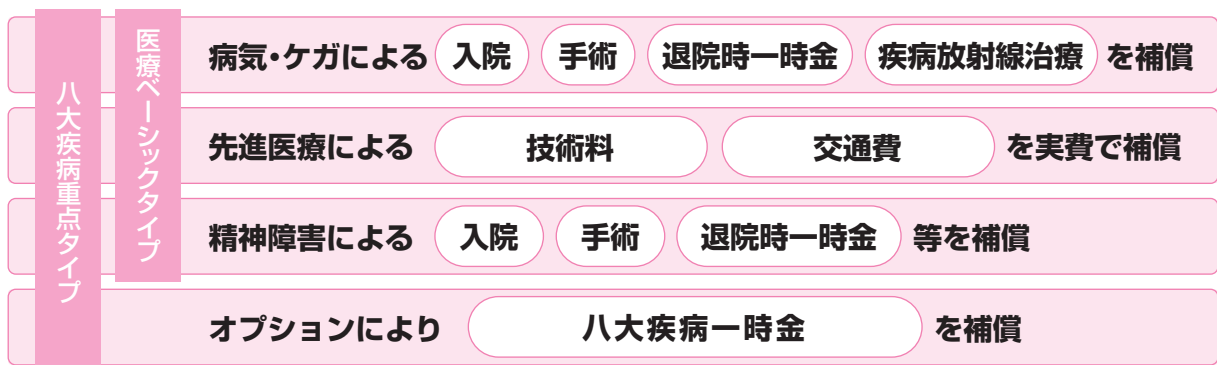 八大疾病重点タイプ
医療ベーシックタイプ
病気・ケガによる 入院 手術 退院時一時金 疾病放射線治療 を補償
先進医療による 技術料 交通費 を実費で補償
精神障害による 入院 手術 退院時一時金 等を補償
オプションにより 八大疾病一時金 を補償